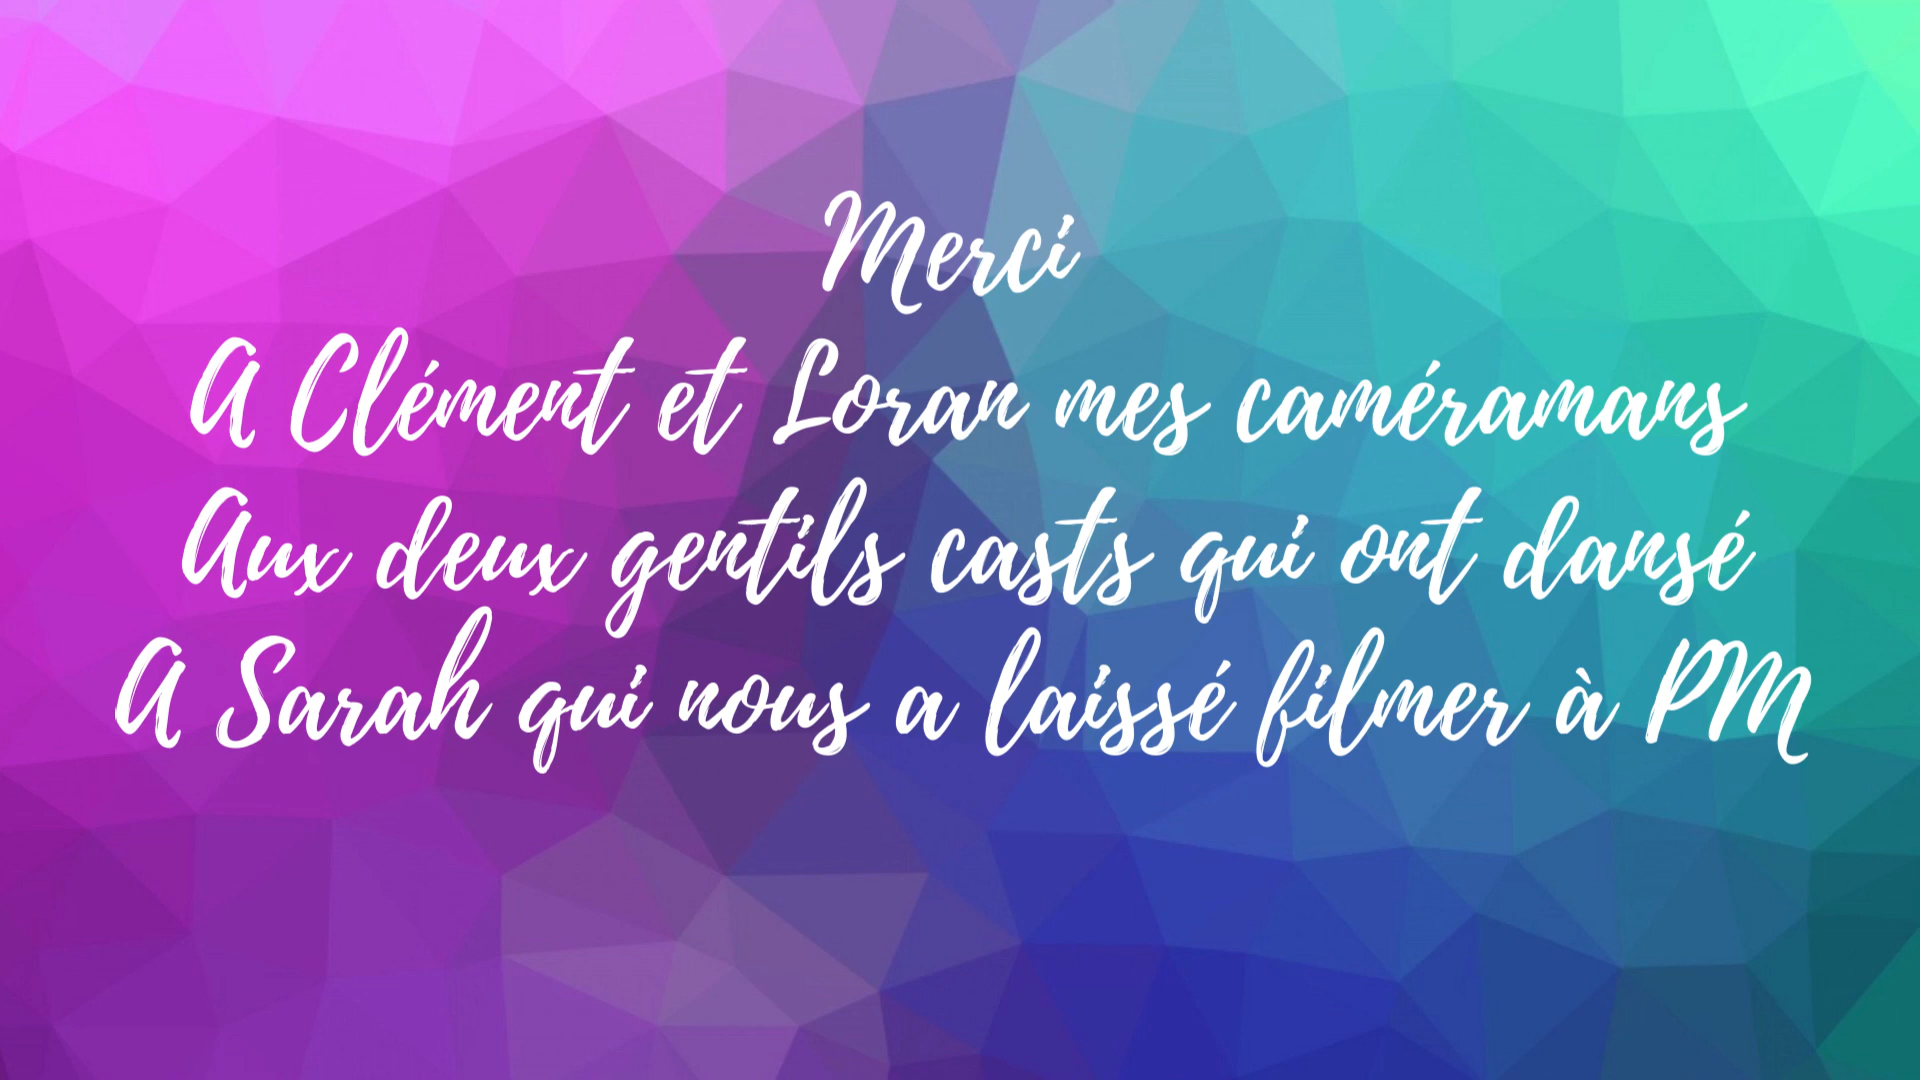 Merci
A Clément et Loran mes caméramans
Aux deux gentils casts qui ont dansé
A Sarah qui nous a laissé filmer à PM